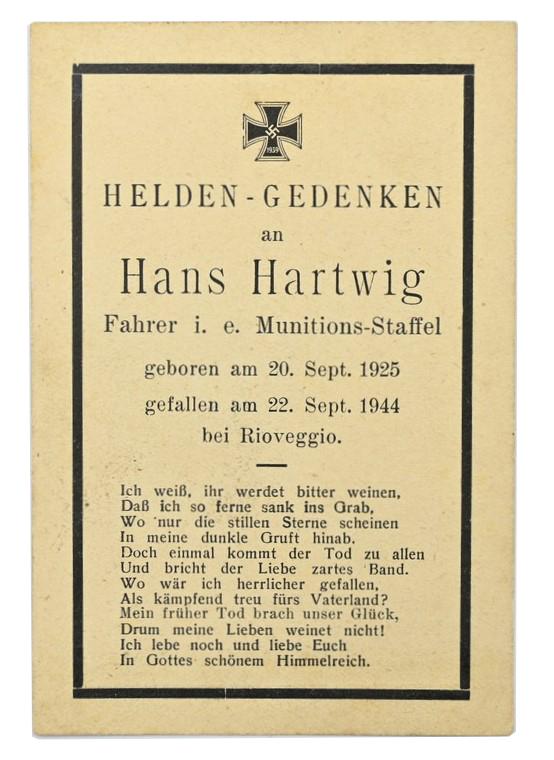 1939
HELDEN-GEDENKEN
an
Hans Hartwig
Fahrer i. e. Munitions-Staffel
geboren am 20. Sept. 1925
gefallen am 22. Sept. 1944
bei Rioveggio.
Ich weiß, ihr werdet bitter weinen,
Daß ich so ferne sank ins Grab,
Wo nur die stillen Sterne scheinen
In meine dunkle Gruft hinab.
Doch einmal kommt der Tod zu allen
Und bricht der Liebe zartes Band.
Wo wär ich herrlicher gefallen,
Als kämpfend treu fürs Vaterland?
Mein früher Tod brach unser Glück,
Drum meine Lieben weinet nicht!
Ich lebe noch und liebe Euch
In Gottes schönem Himmelreich.